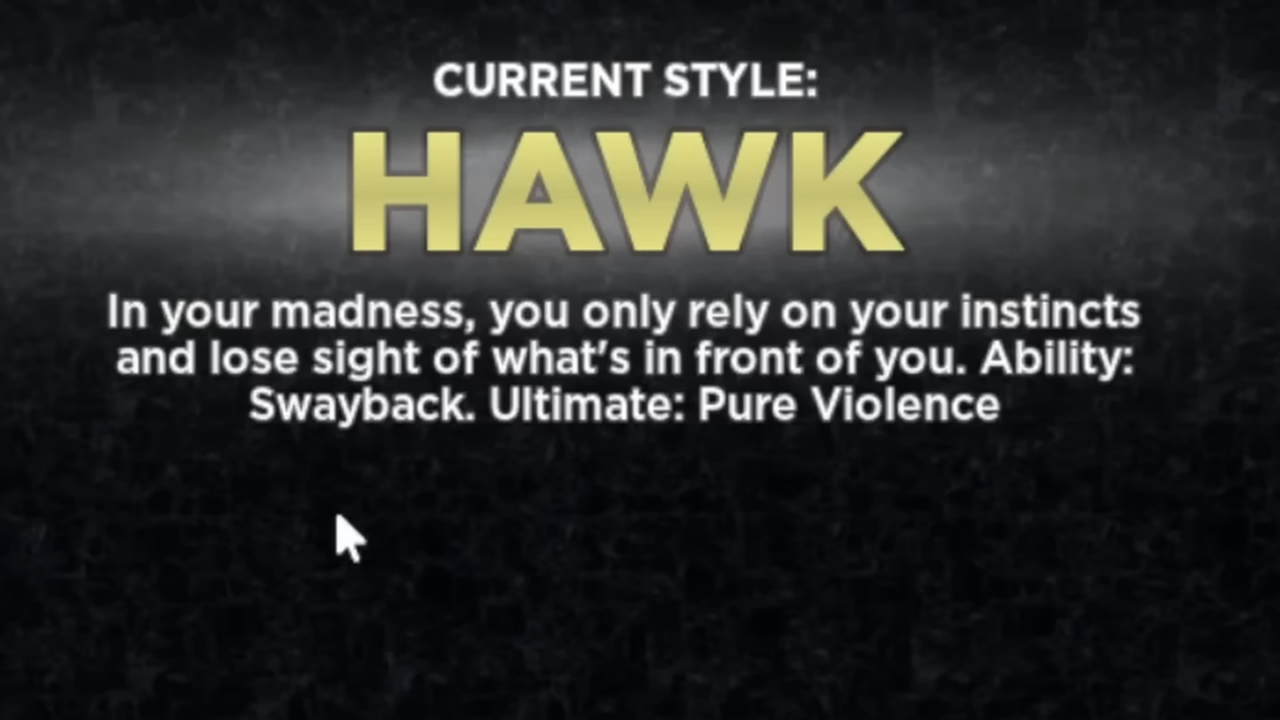 CURRENT STYLE:
HAWK
In your madness, you only rely on your instincts
and lose sight of what's in front of you. Ability:
Swayback. Ultimate: Pure Violence